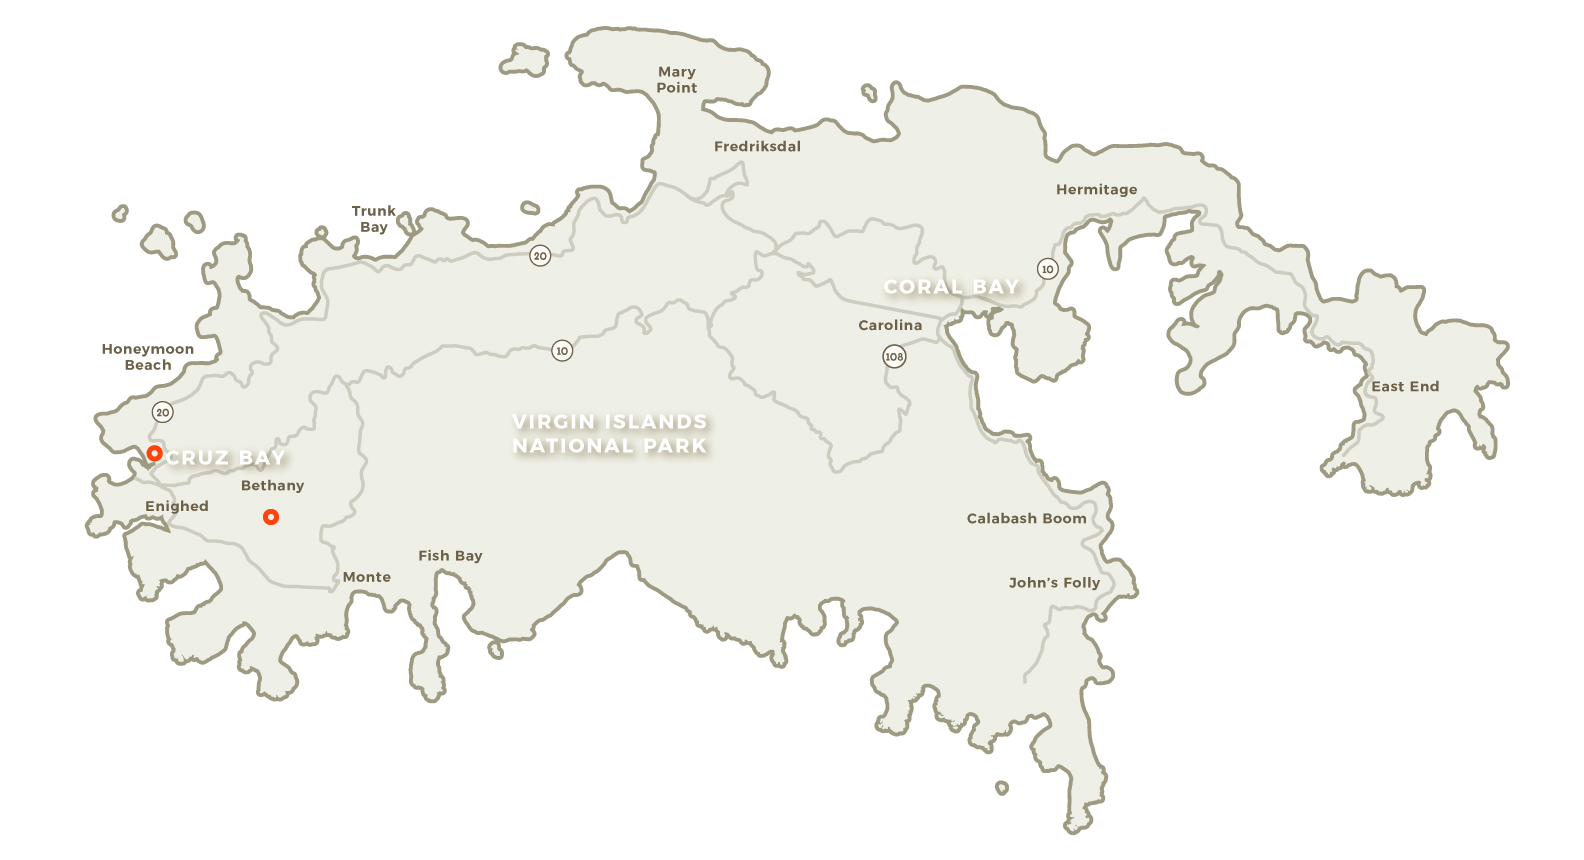 Mary
Point
Fredriksdal
Hermitage
Trunk
Bay
20
10
CORAL BAY
Carolina
Honeymoon
Beach
10
108
East End
20
VIRGIN ISLANDS
NATIONAL PARK
CRUZ BAY
Bethany
Enighed
Calabash Boom
Fish Bay
Monte
John's Folly